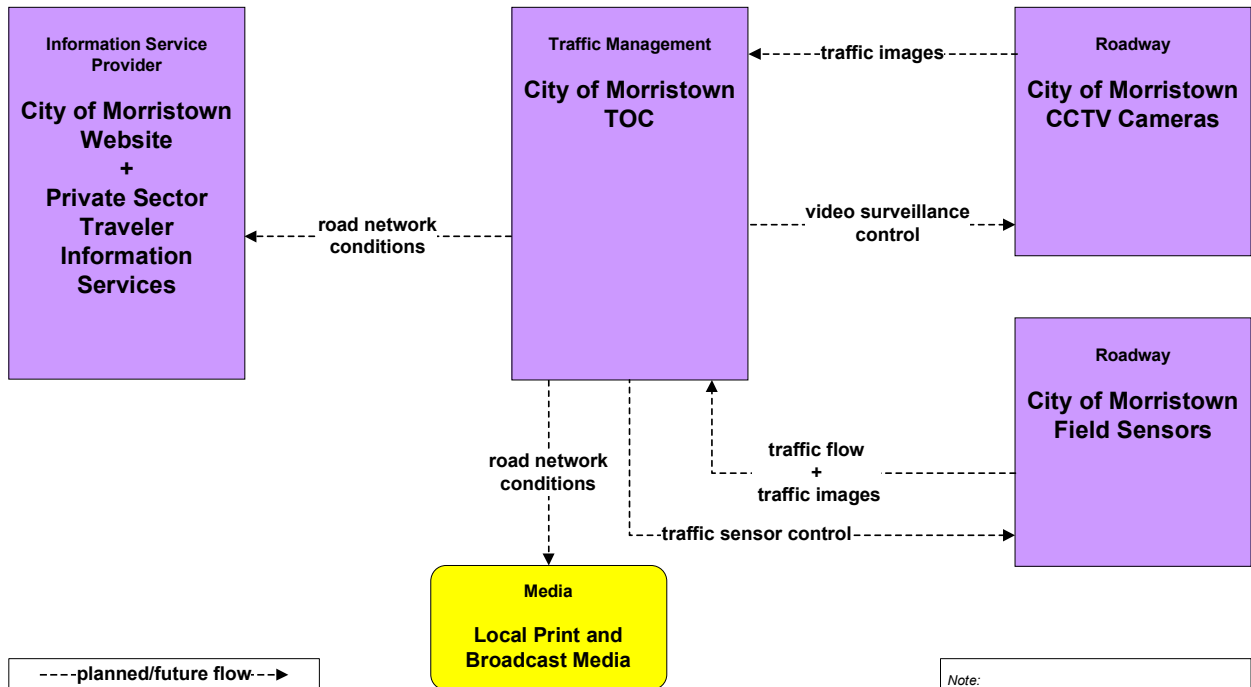 Information Service
Provider
City of Morristown
Website
+
Private Sector
Traveler
Information
Services
Traffic Management
City of Morristown
TOC
Roadway
City of Morristown
CCTV Cameras
traffic images
video surveillance
control
road network
conditions
Roadway
City of Morristown
Field Sensors
traffic flow
+
traffic images
road network
conditions
traffic sensor control
Media
Local Print and
Broadcast Media
planned/future flow
Note: